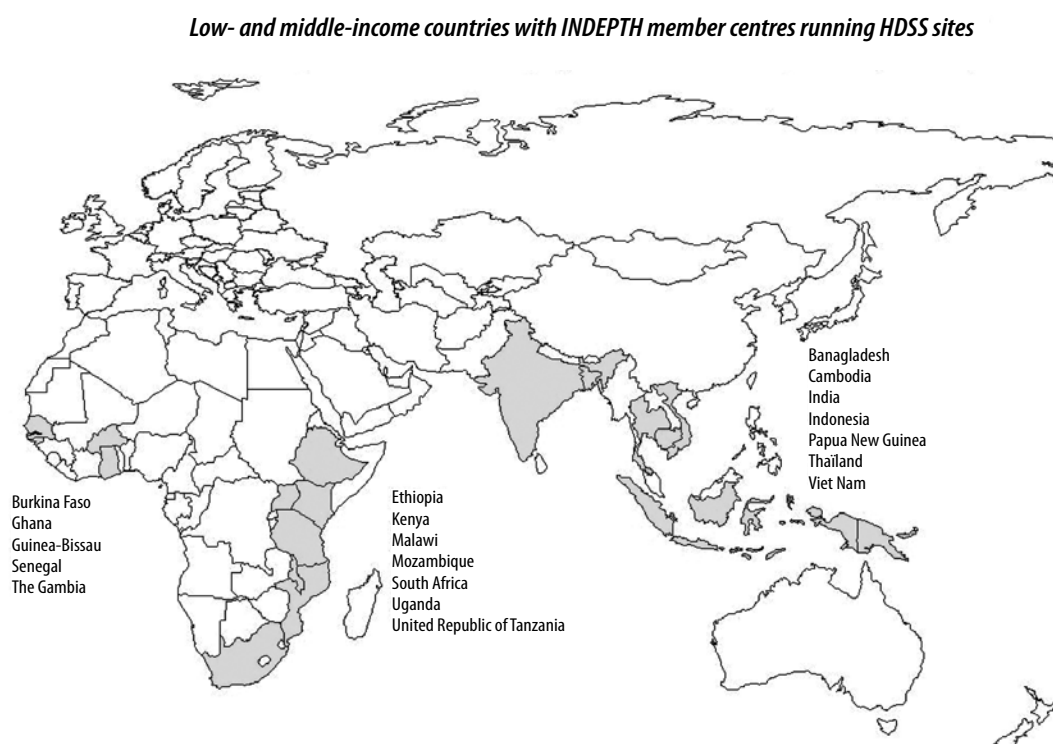 Low- and middle-income countries with INDEPTH member centres running HDSS sites
Banagladesh
Cambodia
India
Indonesia
Papua New Guinea
Thaïland
Viet Nam
Burkina Faso
Ghana
Guinea-Bissau
Senegal
The Gambia
Ethiopia
Kenya
Malawi
Mozambique
South Africa
Uganda
United Republic of Tanzania